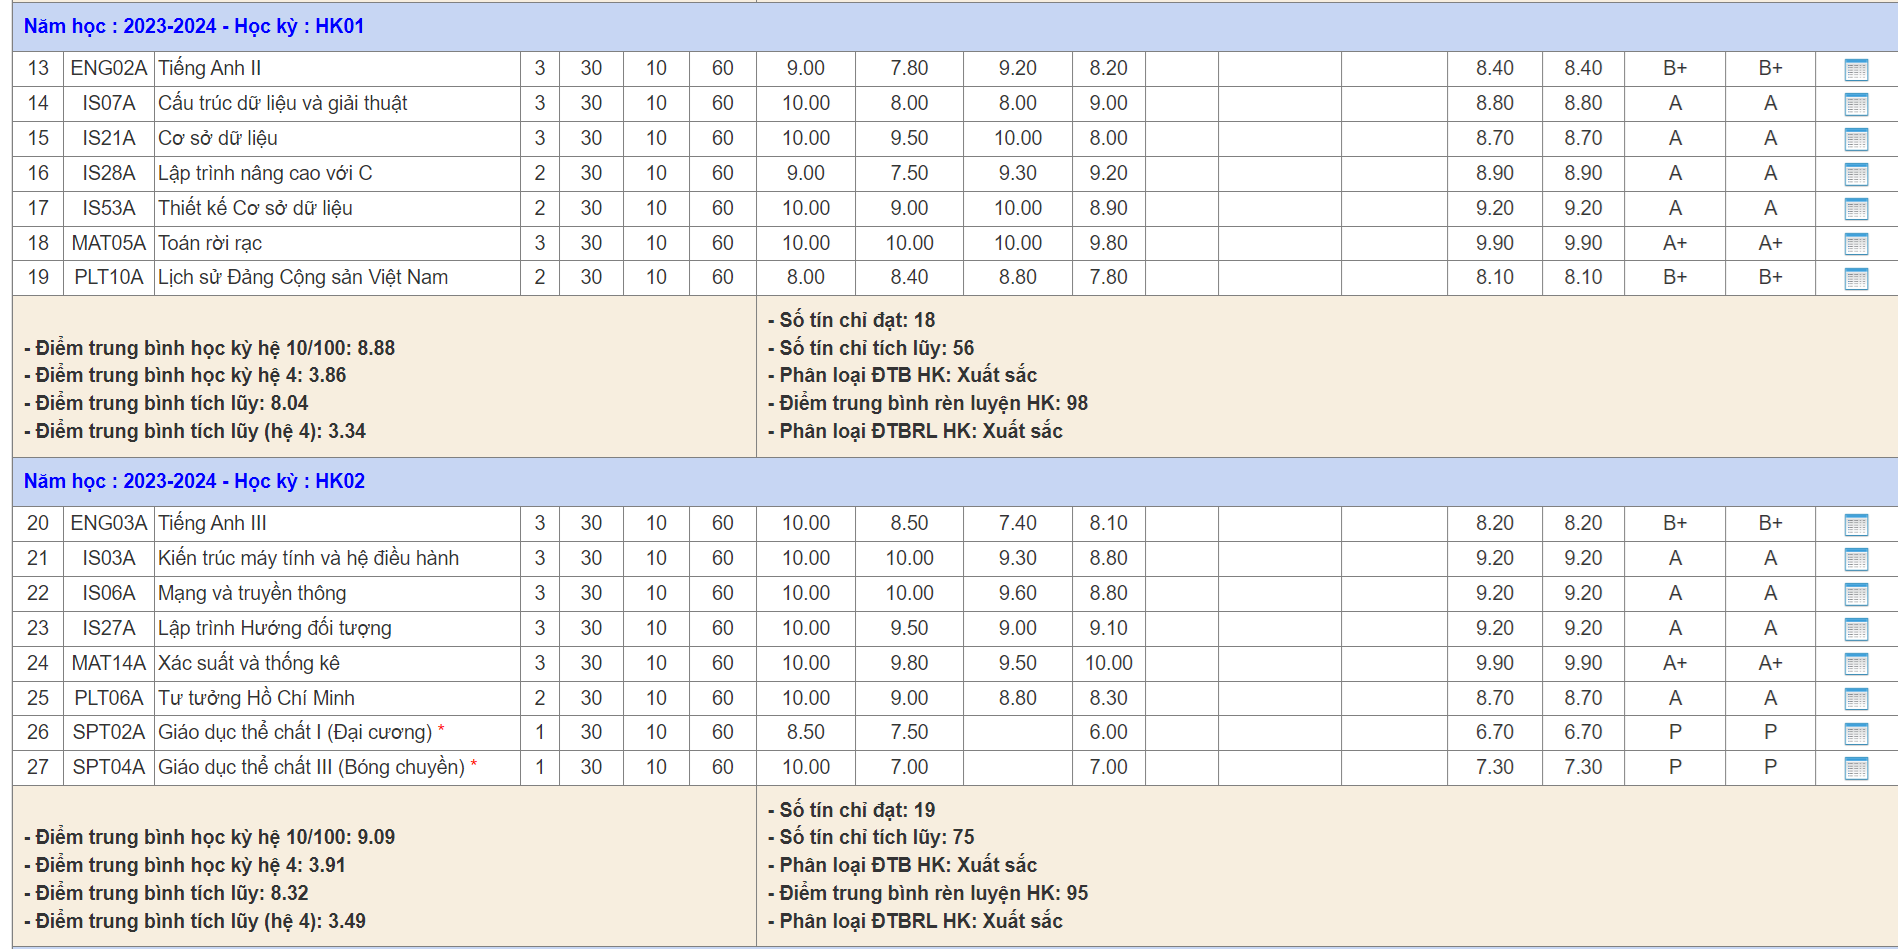 Năm học : 2023-2024 - Học kỳ : HK01
13 ENG02A Tiếng Anh II 3 30 10 60 9.00 7.80 9.20 8.20 8.40 8.40 B+ B+
14 IS07A Cấu trúc dữ liệu và giải thuật 3 30 10 60 10.00 8.00 8.00 9.00 8.80 8.80 A A
15 IS21A Cơ sở dữ liệu 3 30 10 60 10.00 9.50 10.00 8.00 8.70 8.70 A A
16 IS28A Lập trình nâng cao với C 2 30 10 60 9.00 7.50 9.30 9.20 8.90 8.90 A A
17 IS53A Thiết kế Cơ sở dữ liệu 2 30 10 60 10.00 9.00 10.00 8.90 9.20 9.20 A A
18 MAT05A Toán rời rạc 3 30 10 60 10.00 10.00 10.00 9.80 9.90 9.90 A+ A+
19 PLT10A Lịch sử Đảng Cộng sản Việt Nam 2 30 10 60 8.00 8.40 8.80 7.80 8.10 8.10 B+ B+
- Điểm trung bình học kỳ hệ 10/100: 8.88
- Điểm trung bình học kỳ hệ 4: 3.86
- Điểm trung bình tích lũy: 8.04
- Điểm trung bình tích lũy (hệ 4): 3.34
- Số tín chỉ đạt: 18
- Số tín chỉ tích lũy: 56
- Phân loại ĐTB HK: Xuất sắc
- Điểm trung bình rèn luyện HK: 98
- Phân loại ĐTBRL HK: Xuất sắc
Năm học : 2023-2024 - Học kỳ : HK02
20 ENG03A Tiếng Anh III 3 30 10 60 10.00 8.50 7.40 8.10 8.20 8.20 B+ B+
21 IS03A Kiến trúc máy tính và hệ điều hành 3 30 10 60 10.00 10.00 9.30 8.80 9.20 9.20 A A
22 IS06A Mạng và truyền thông 3 30 10 60 10.00 10.00 9.60 8.80 9.20 9.20 A A
23 IS27A Lập trình Hướng đối tượng 3 30 10 60 10.00 9.50 9.00 9.10 9.20 9.20 A A
24 MAT14A Xác suất và thống kê 3 30 10 60 10.00 9.80 9.50 10.00 9.90 9.90 A+ A+
25 PLT06A Tư tưởng Hồ Chí Minh 2 30 10 60 10.00 9.00 8.80 8.30 8.70 8.70 A A
26 SPT02A Giáo dục thể chất I (Đại cương) * 1 30 10 60 8.50 7.50 6.00 6.70 6.70 P P
27 SPT04A Giáo dục thể chất III (Bóng chuyền) * 1 30 10 60 10.00 7.00 7.00 7.30 7.30 P P
- Điểm trung bình học kỳ hệ 10/100: 9.09
- Điểm trung bình học kỳ hệ 4: 3.91
- Điểm trung bình tích lũy: 8.32
- Điểm trung bình tích lũy (hệ 4): 3.49
- Số tín chỉ đạt: 19
- Số tín chỉ tích lũy: 75
- Phân loại ĐTB HK: Xuất sắc
- Điểm trung bình rèn luyện HK: 95
- Phân loại ĐTBRL HK: Xuất sắc